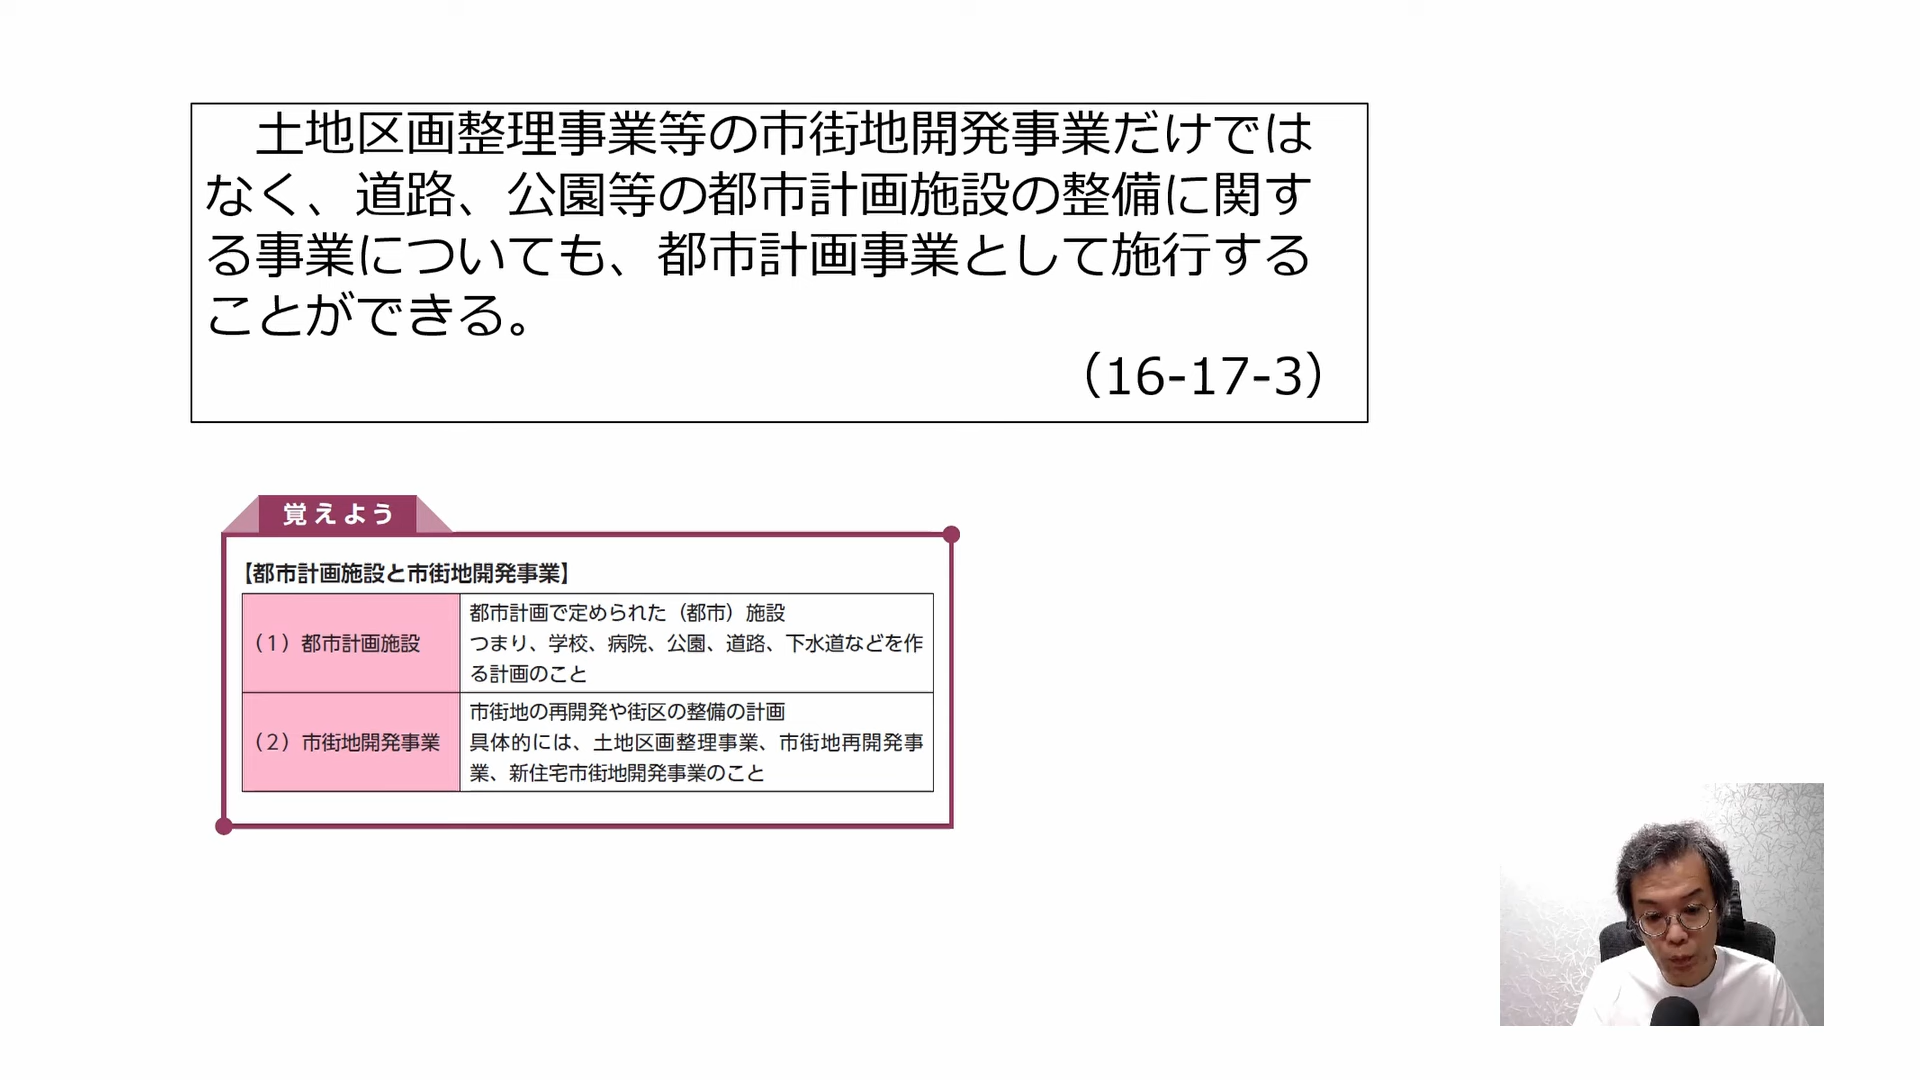 土地区画整理事業等の市街地開発事業だけでは
なく、道路、公園等の都市計画施設の整備に関す
る事業についても、都市計画事業として施行する
ことができる。
（16-17-3）
覚えよう
【都市計画施設と市街地開発事業】
（１）都市計画施設
都市計画で定められた（都市）施設
つまり、学校、病院、公園、道路、下水道などを作
る計画のこと
（２）市街地開発事業
市街地の再開発や街区の整備の計画
具体的には、土地区画整理事業、市街地再開発事
業、新住宅市街地開発事業のこと